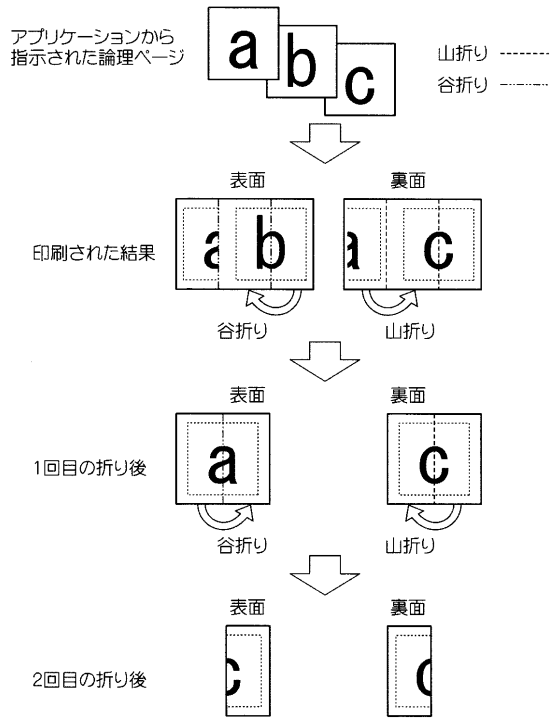 アプリケーションから
指示された論理ページ
a
b
c
山折り
谷折り
表面
裏面
印刷された結果
a
b
a
c
谷折り
山折り
表面
裏面
1回目の折り後
a
c
谷折り
山折り
表面
裏面
2回目の折り後
c
c